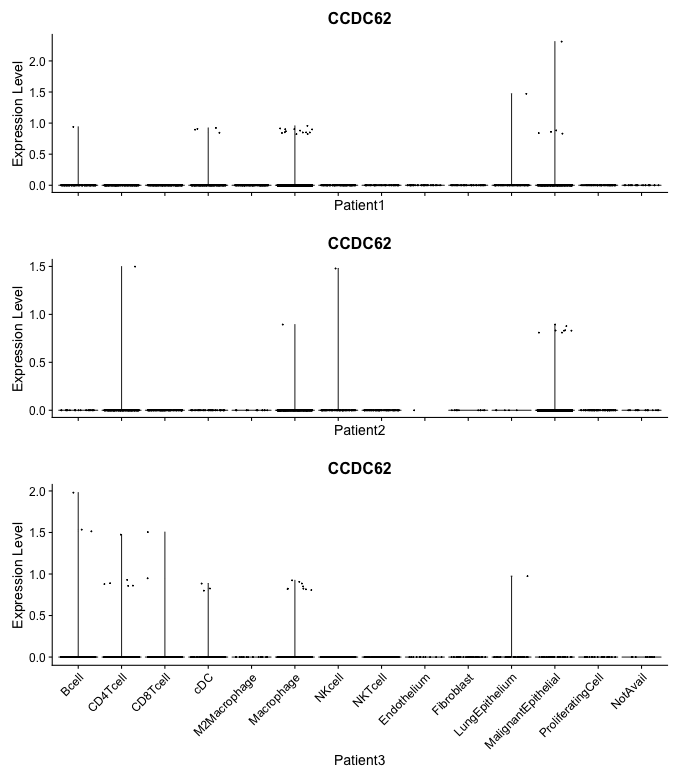 CCDC62
Expression Level
2.0
1.5
1.0
0.5
0.0
Patient1
CCDC62
Expression Level
1.5
1.0
0.5
0.0
Patient2
CCDC62
Expression Level
2.0
1.5
1.0
0.5
0.0
Bcell
CD4Tcell
CD8Tcell
cDC
M2Macrophage
Macrophage
NKcell
NKTcell
Endothelium
Fibroblast
LungEpithelium
MalignantEpithelial
ProliferatingCell
NotAvail
Patient3